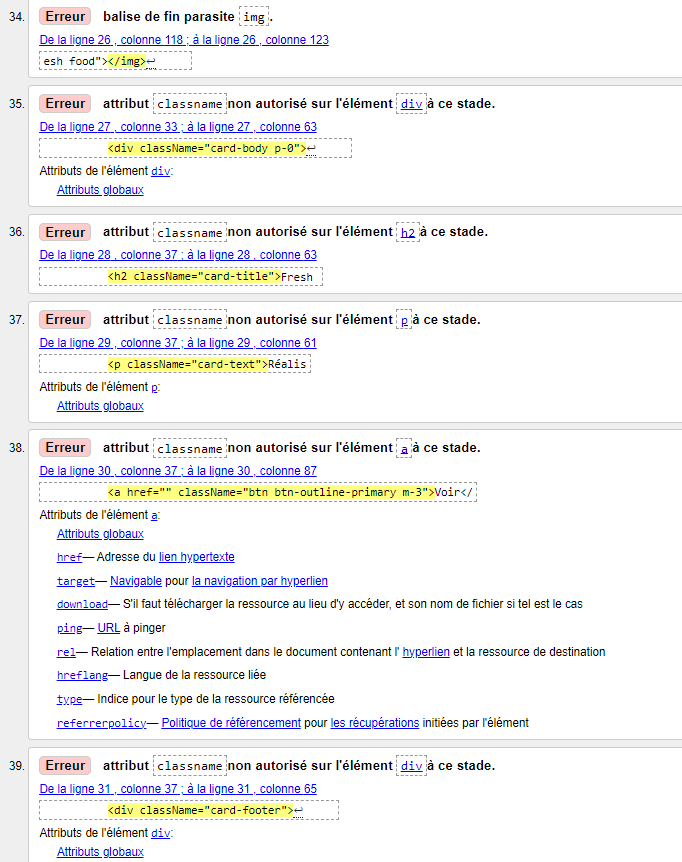 34. Erreur balise de fin parasite img.
De la ligne 26 , colonne 118 ; à la ligne 26 , colonne 123
esh food"></img>↩
35. Erreur attribut classname non autorisé sur l'élément div à ce stade.
De la ligne 27 , colonne 33 ; à la ligne 27 , colonne 63
<div className="card-body p-0">↩
Attributs de l'élément div:
Attributs globaux
36. Erreur attribut classname non autorisé sur l'élément h2 à ce stade.
De la ligne 28 , colonne 37 ; à la ligne 28 , colonne 63
<h2 className="card-title">Fresh
37. Erreur attribut classname non autorisé sur l'élément p à ce stade.
De la ligne 29 , colonne 37 ; à la ligne 29 , colonne 61
<p className="card-text">Réalis
Attributs de l'élément p:
Attributs globaux
38. Erreur attribut classname non autorisé sur l'élément a à ce stade.
De la ligne 30 , colonne 37 ; à la ligne 30 , colonne 87
<a href="" className="btn btn-outline-primary m-3">Voir</
Attributs de l'élément a:
Attributs globaux
href— Adresse du lien hypertexte
target— Navigable pour la navigation par hyperlien
download— S'il faut télécharger la ressource au lieu d'y accéder, et son nom de fichier si tel est le cas
ping— URL à pinger
rel— Relation entre l'emplacement dans le document contenant l' hyperlien et la ressource de destination
hreflang— Langue de la ressource liée
type— Indice pour le type de la ressource référencée
referrerpolicy— Politique de référencement pour les récupérations initiées par l'élément
39. Erreur attribut classname non autorisé sur l'élément div à ce stade.
De la ligne 31 , colonne 37 ; à la ligne 31 , colonne 65
<div className="card-footer">↩
Attributs de l'élément div:
Attributs globaux